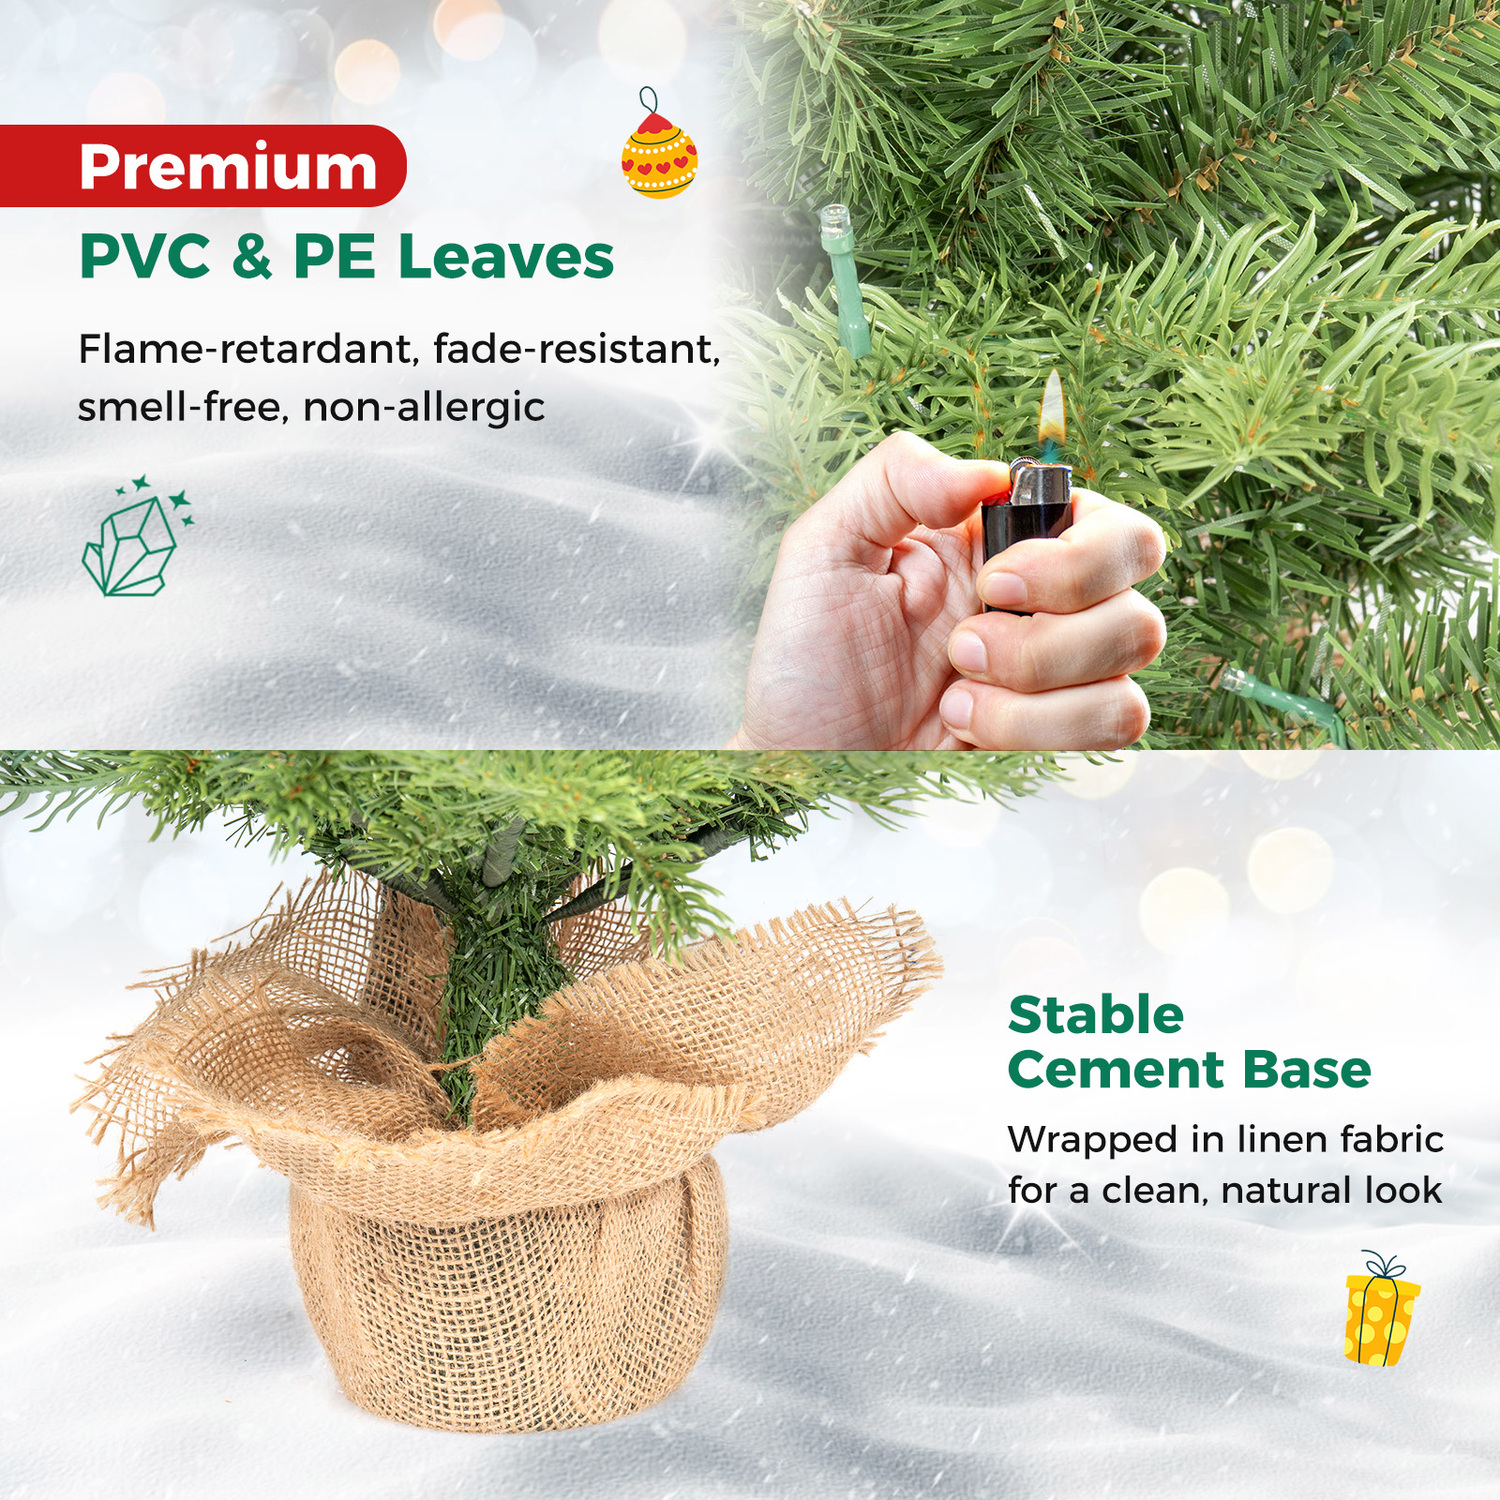 Premium
PVC & PE Leaves
Flame-retardant, fade-resistant,
smell-free, non-allergic
Stable
Cement Base
Wrapped in linen fabric
for a clean, natural look